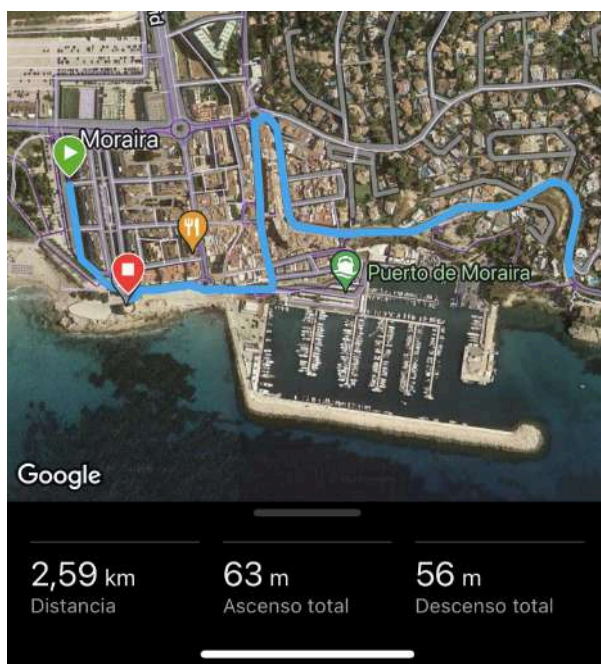 Moraira
Puerto de Moraira
Google
2,59 km
Distancia
63 m
Ascenso total
56 m
Descenso total